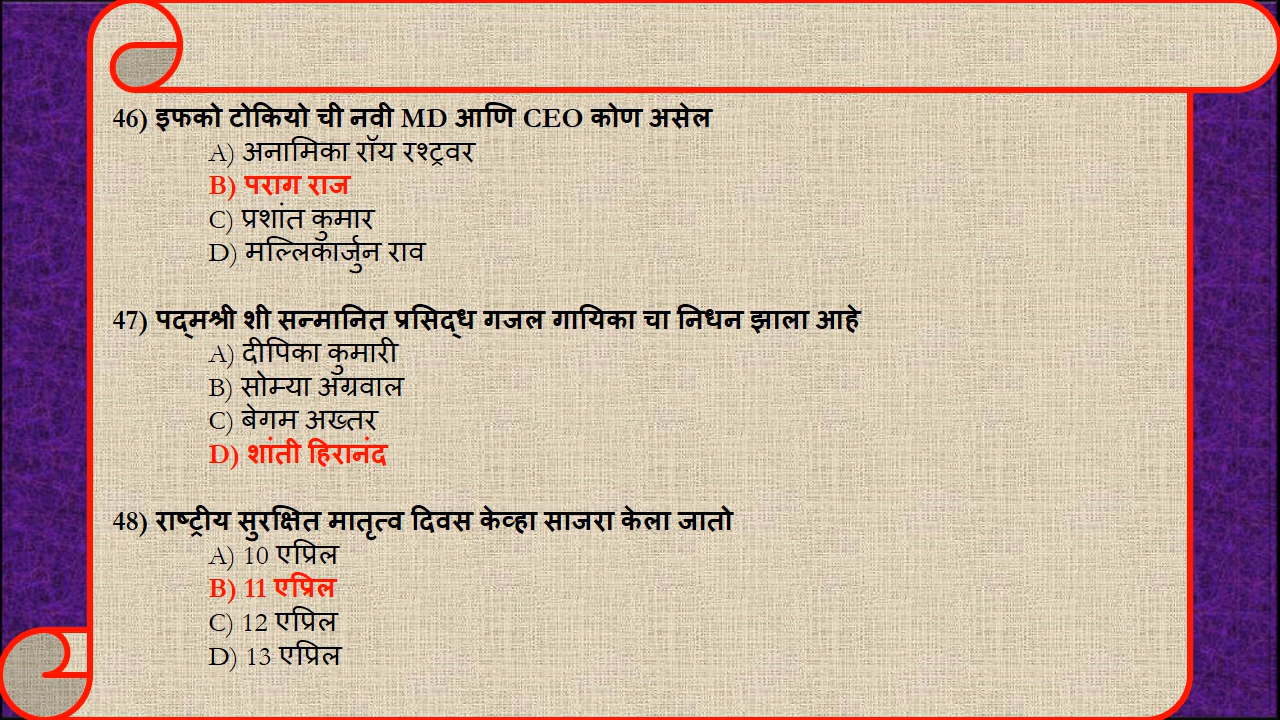 46) इफको टोकियो ची नवी MD आणि CEO कोण असेल
A) अनामिका रॉय रश्ट्रवर
B) पराग राज
C) प्रशांत कुमार
D) मल्लिकार्जुन राव
47) पद्मश्री शी सन्मानित प्रसिद्ध गजल गायिका चा निधन झाला आहे
A) दीपिका कुमारी
B) सोम्या अग्रवाल
C) बेगम अख्तर
D) शांती हिरानंद
48) राष्ट्रीय सुरक्षित मातृत्व दिवस केव्हा साजरा केला जातो
A) 10 एप्रिल
B) 11 एप्रिल
C) 12 एप्रिल
D) 13 एप्रिल